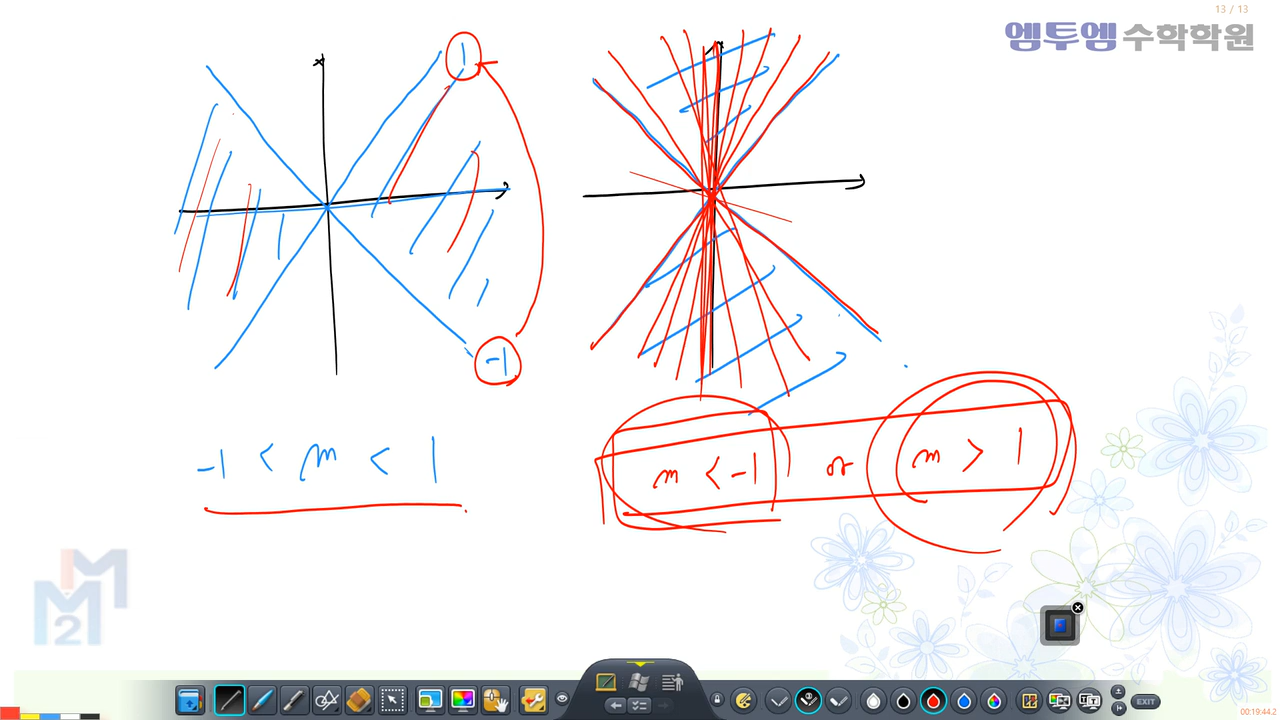 13 / 13
엠투엠수학학원
1
-1
-1 < m < 1
m < -1 or m > 1
M M 2
EXIT
00:19:44.2